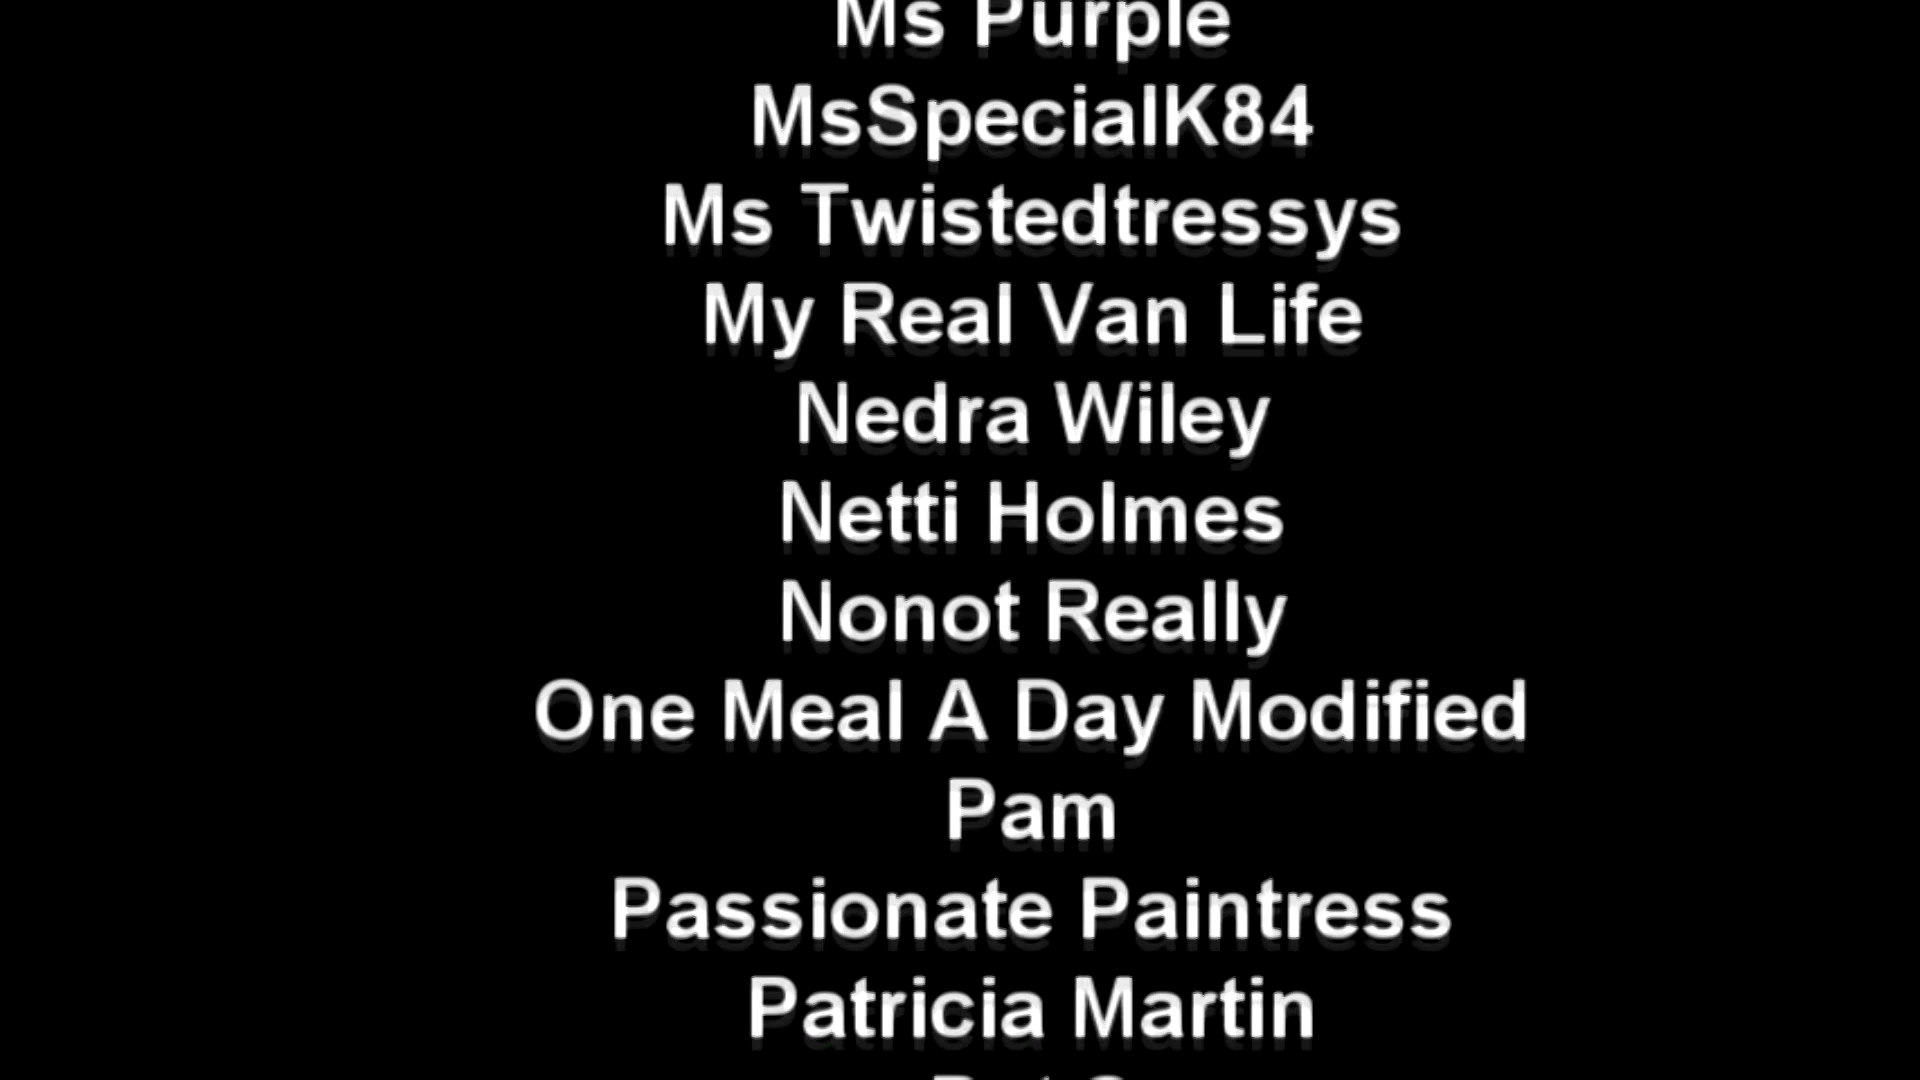 Ms Purple
MsSpecialK84
Ms Twistedtressys
My Real Van Life
Nedra Wiley
Netti Holmes
Nonot Really
One Meal A Day Modified
Pam
Passionate Paintress
Patricia Martin